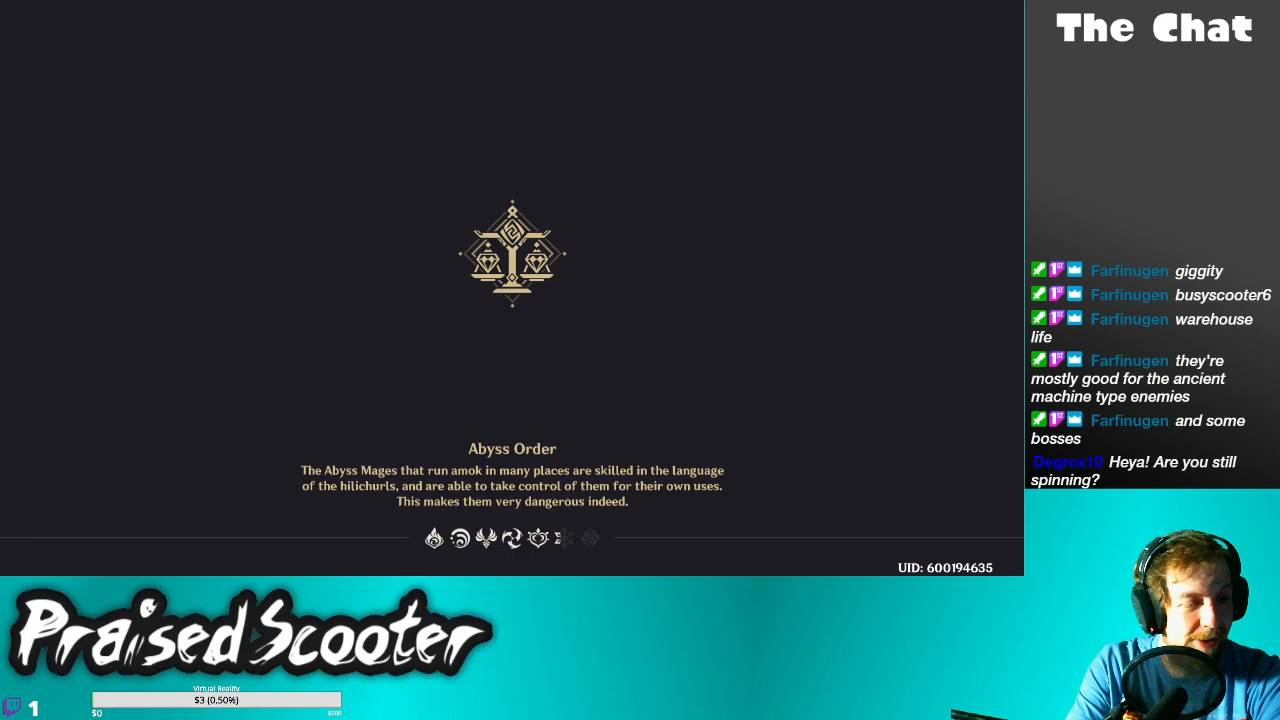 The Chat
Farfinugen giggity
Farfinugen busyscooter6
Farfinugen warehouse
life
Farfinugen they're
mostly good for the ancient
machine type enemies
Farfinugen and some
bosses
Degrox10 Heya! Are you still
spinning?
Abyss Order
The Abyss Mages that run amok in many places are skilled in the language
of the hilichurls, and are able to take control of them for their own uses.
This makes them very dangerous indeed.
UID: 600194635
PraisedScooter
Virtual Reality
$3 (0.50%)
1
$0